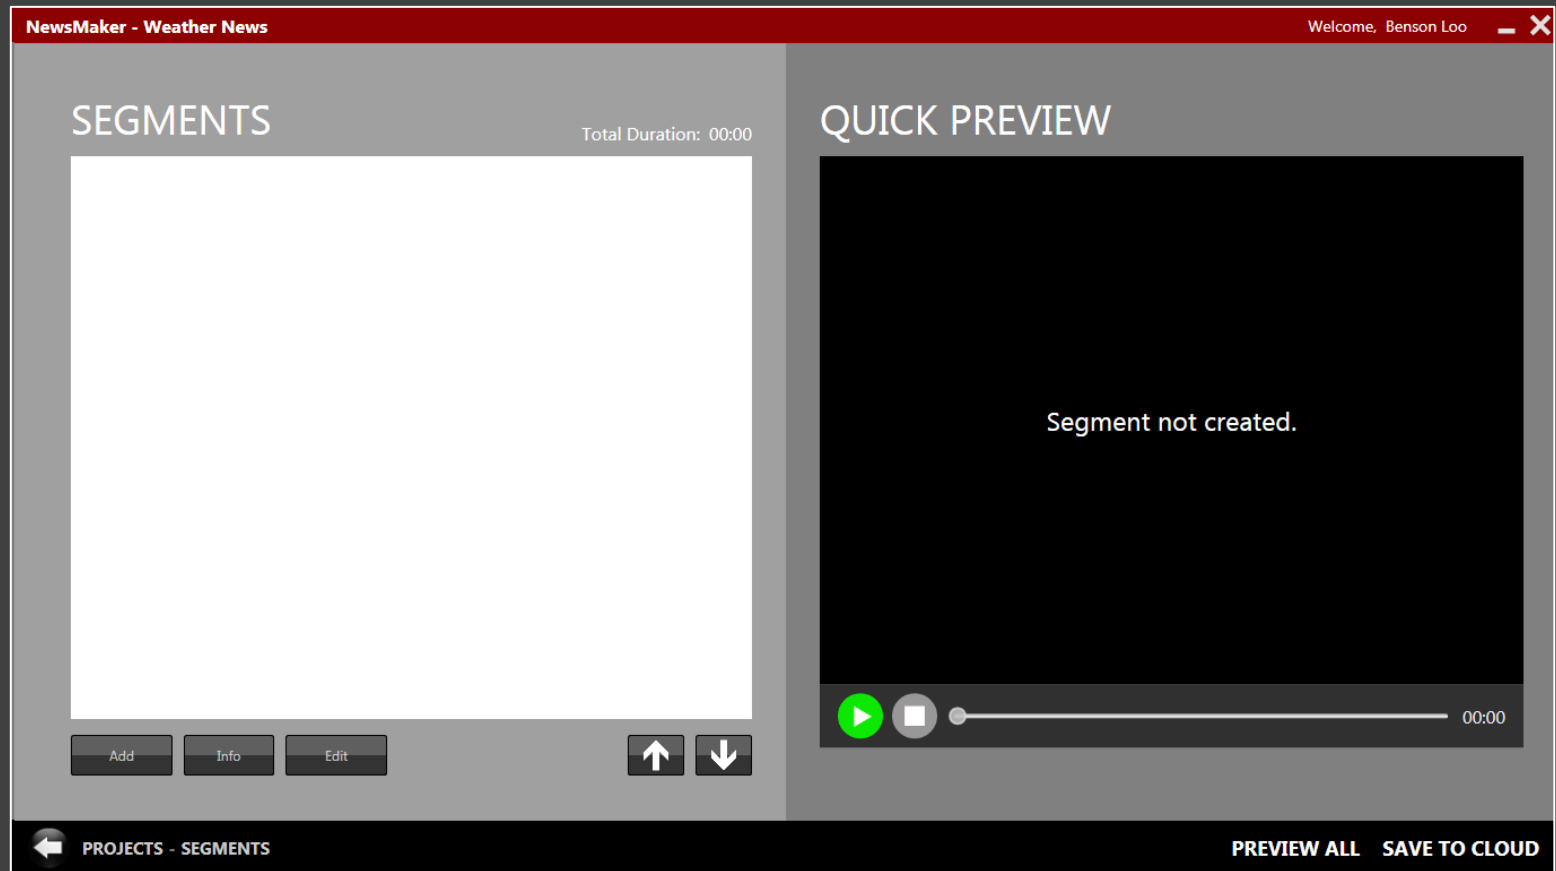 NewsMaker - Weather News
Welcome, Benson Loo
SEGMENTS
Total Duration: 00:00
QUICK PREVIEW
Segment not created.
00:00
Add
Info
Edit
PROJECTS - SEGMENTS
PREVIEW ALL
SAVE TO CLOUD